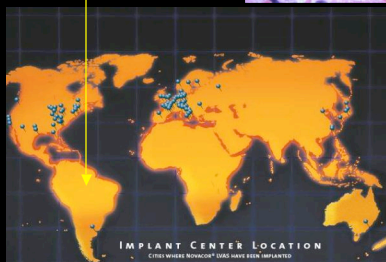 IMPLANT CENTER LOCATION
CITIES WHERE NOVACOR® LVAS HAVE BEEN IMPLANTED